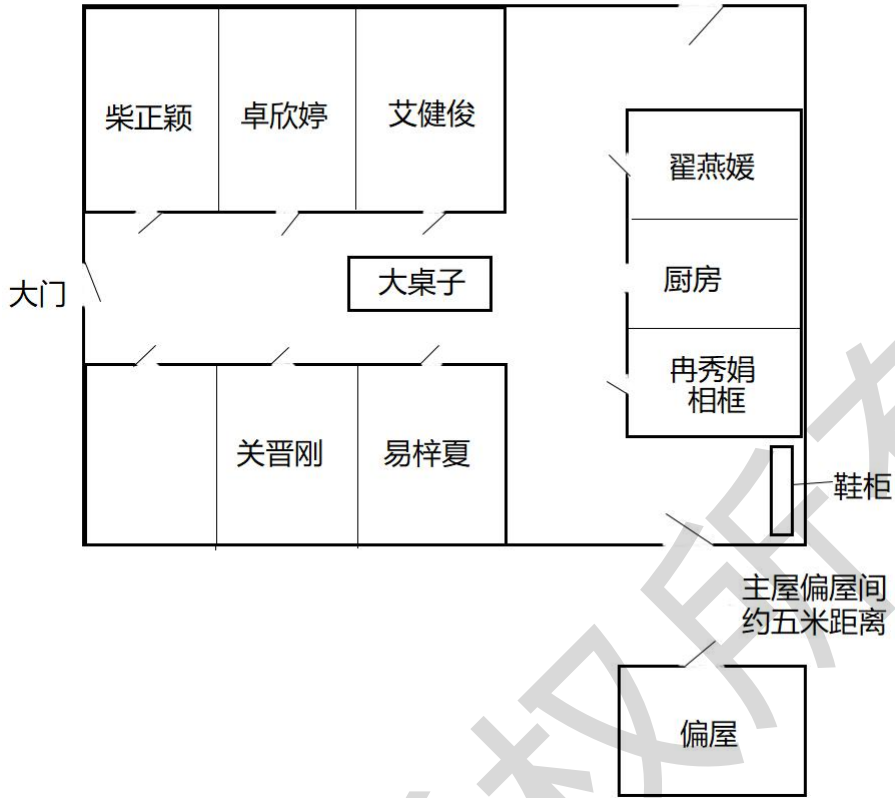 柴正颖
卓欣婷
艾健俊
翟燕媛
大门
大桌子
厨房
冉秀娟
相框
关晋刚
易梓夏
鞋柜
主屋偏屋间
约五米距离
偏屋
权所